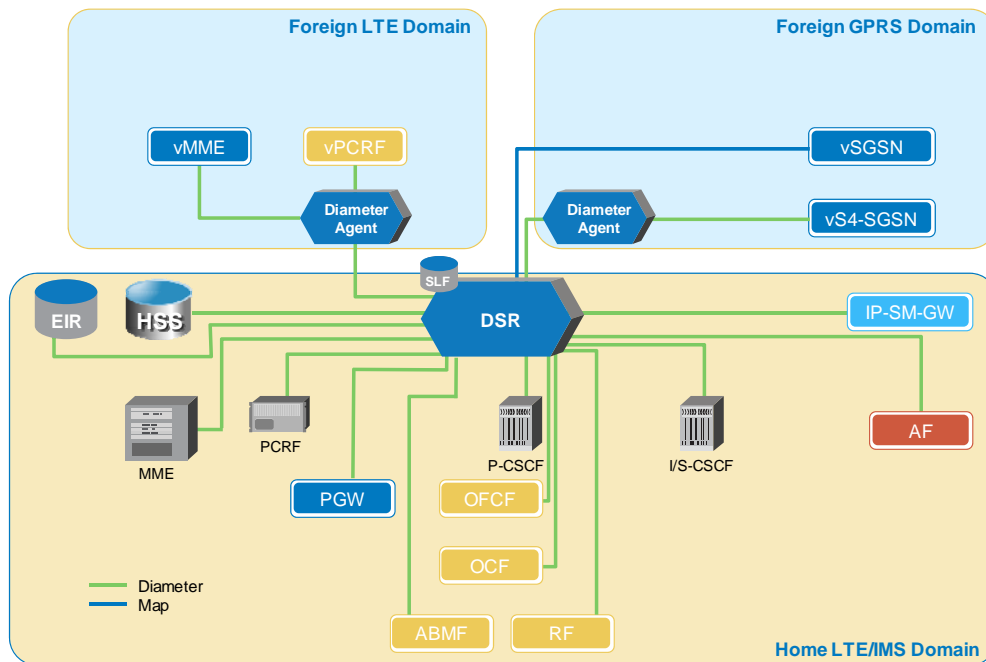 Foreign LTE Domain
Foreign GPRS Domain
vMME
vPCRF
vSGSN
Diameter
Agent
Diameter
Agent
vS4-SGSN
SLF
EIR
HSS
DSR
IP-SM-GW
MME
PCRF
P-CSCF
I/S-CSCF
AF
PGW
OFCF
OCF
Diameter
Map
ABMF
RF
Home LTE/IMS Domain